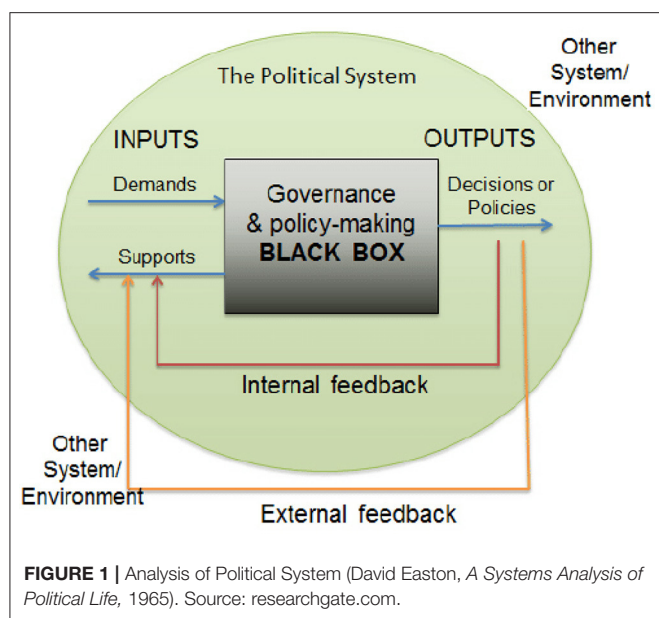 Other
System/
Environment
The Political System
INPUTS
OUTPUTS
Demands
Governance
& policy-making
BLACK BOX
Decisions or
Policies
Supports
Internal feedback
Other
System/
Environment
External feedback
FIGURE 1 | Analysis of Political System (David Easton, A Systems Analysis of
Political Life, 1965). Source: researchgate.com.